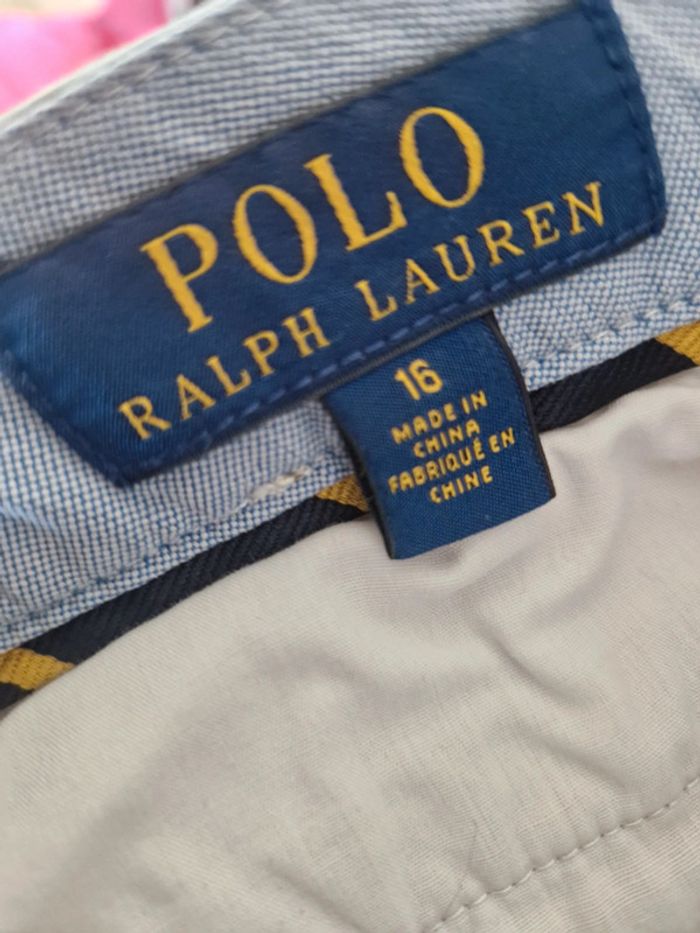 POLO
RALPH LAUREN
16
MADE IN
CHINA
FABRIQUÉ EN
CHINE